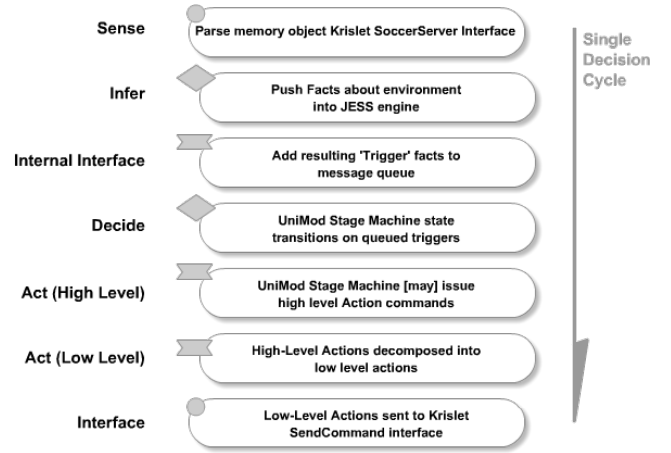 Sense
Parse memory object Krislet SoccerServer Interface
Single
Decision
Cycle
Infer
Push Facts about environment
into JESS engine
Internal Interface
Add resulting 'Trigger' facts to
message queue
Decide
UniMod Stage Machine state
transitions on queued triggers
Act (High Level)
UniMod Stage Machine [may] issue
high level Action commands
Act (Low Level)
High-Level Actions decomposed into
low level actions
Interface
Low-Level Actions sent to Krislet
SendCommand interface